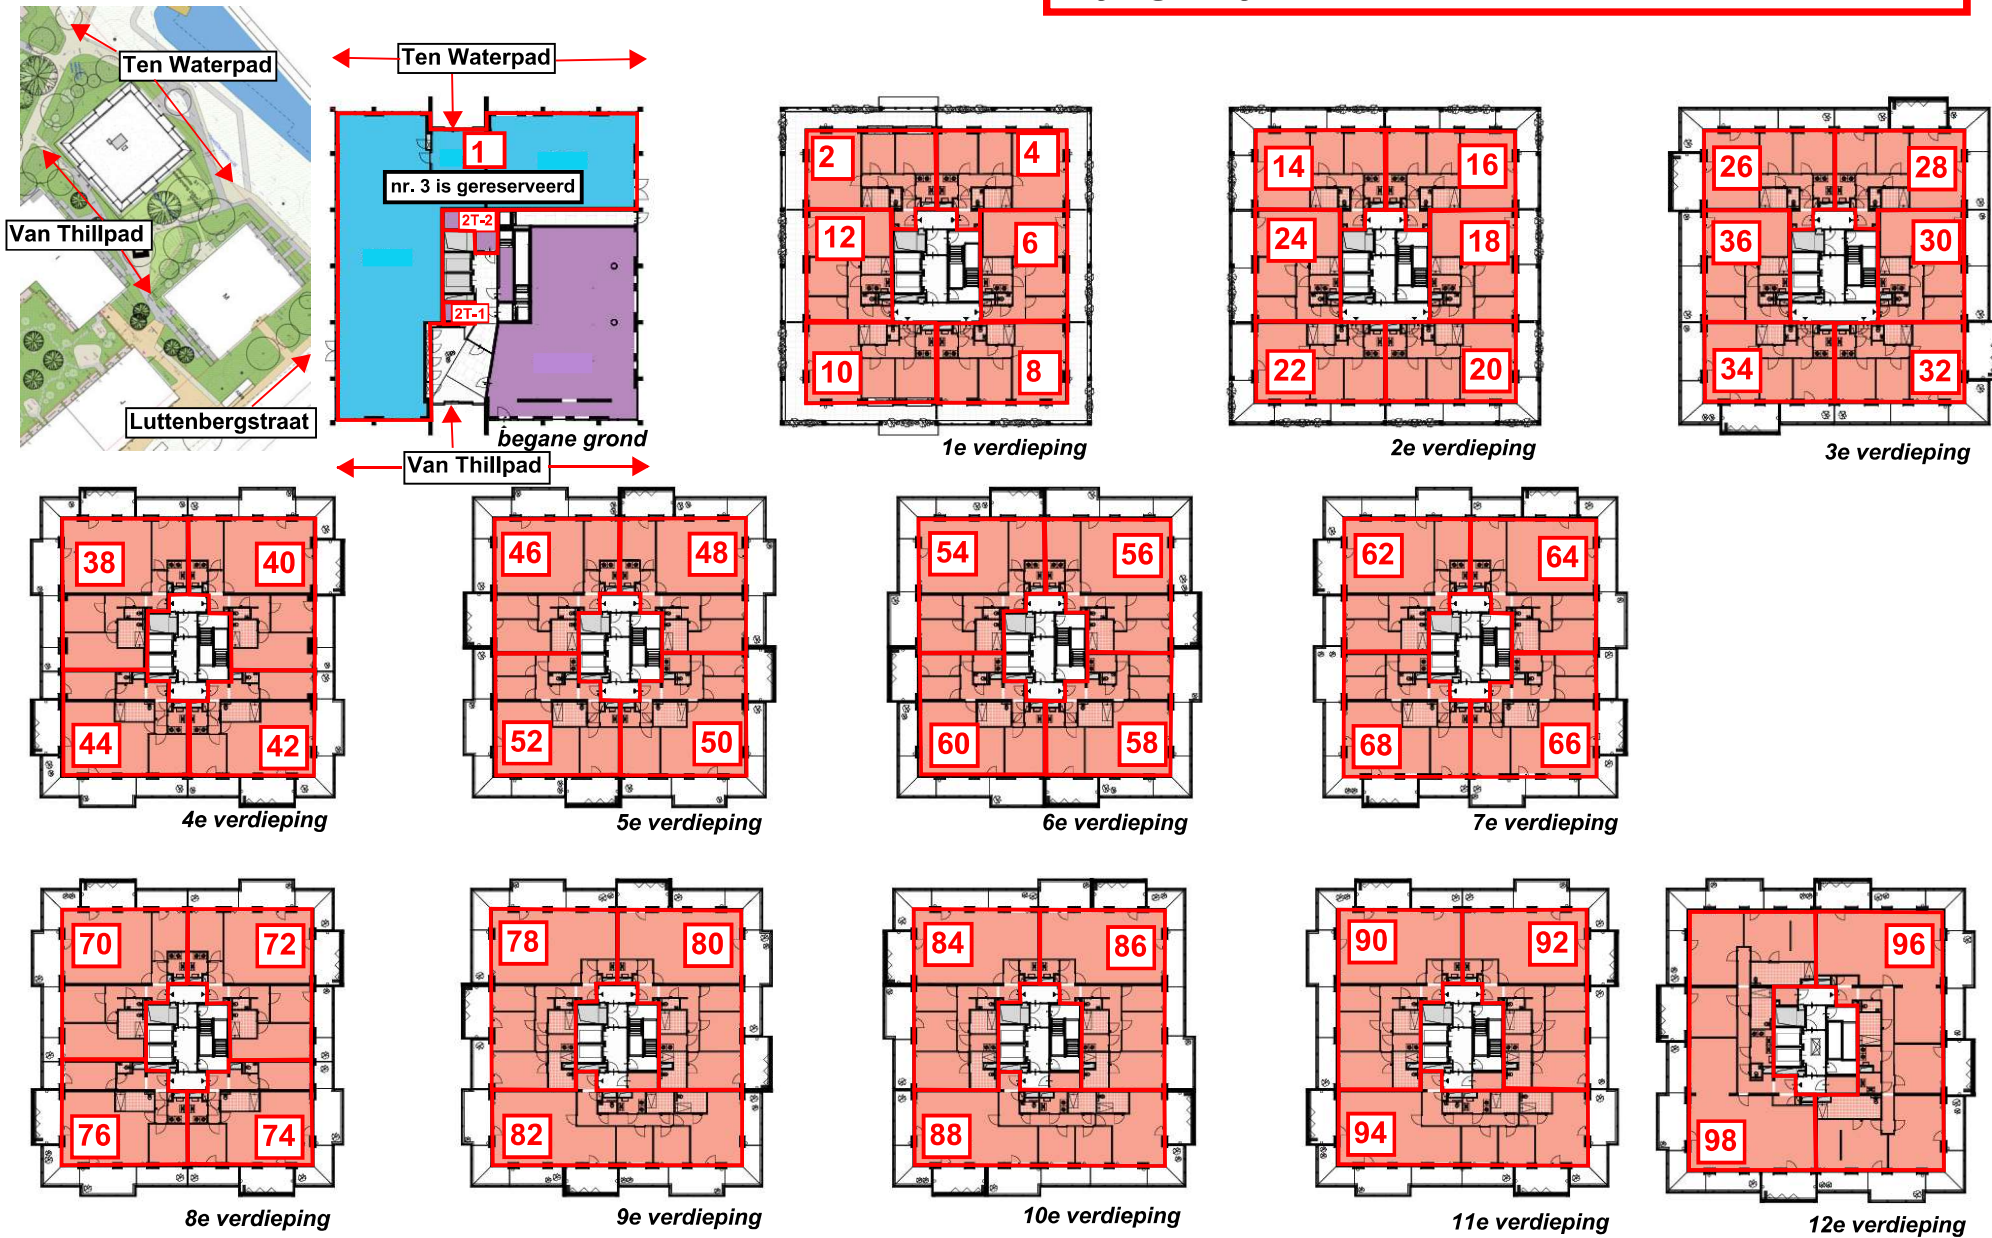 Ten Waterpad
Van Thillpad
Luttenbergstraat
Ten Waterpad
1
nr. 3 is gereserveerd
2T-2
2T-1
begane grond
Van Thillpad
2
4
12
6
10
8
1e verdieping
14
16
24
18
22
20
2e verdieping
26
28
36
30
34
32
3e verdieping
38
40
44
42
4e verdieping
46
48
52
50
5e verdieping
54
56
60
58
6e verdieping
62
64
68
66
7e verdieping
70
72
76
74
8e verdieping
78
80
82
9e verdieping
84
86
88
10e verdieping
90
92
94
11e verdieping
96
98
12e verdieping